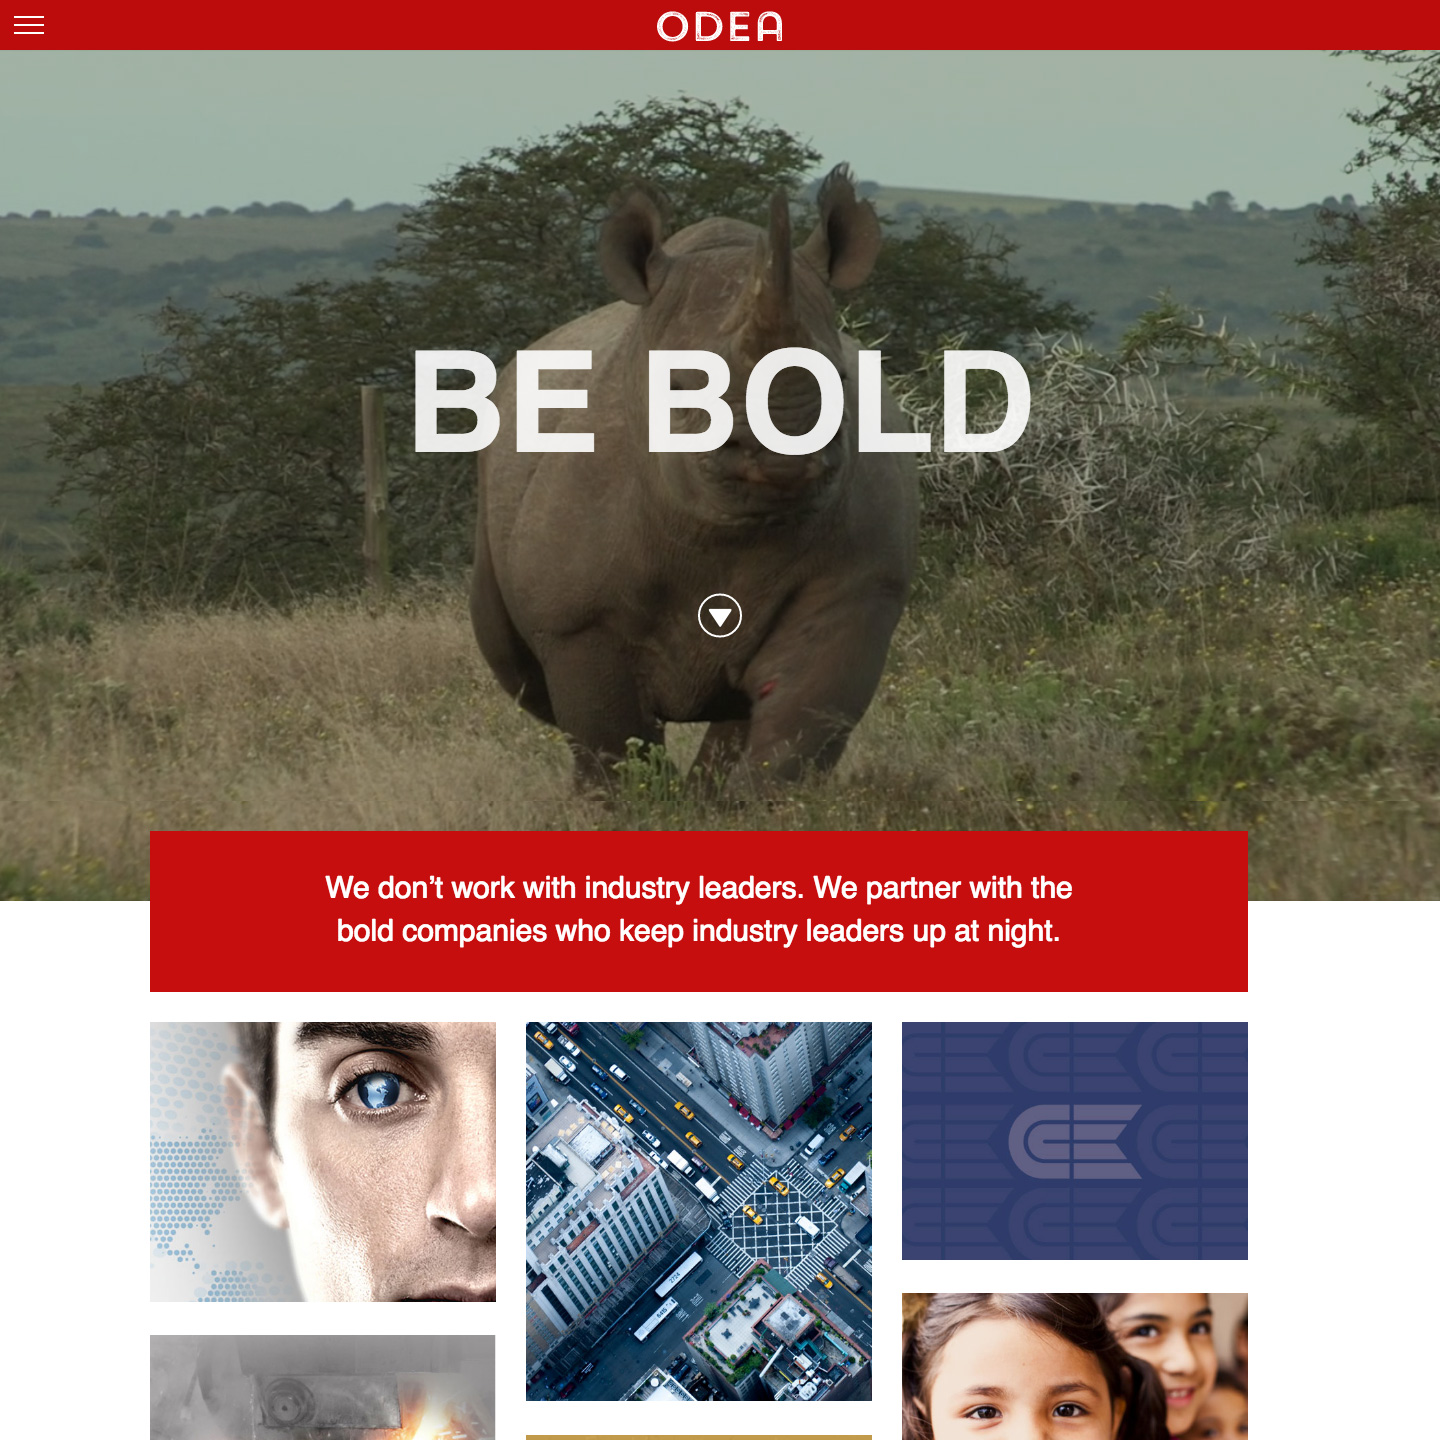 ODEA
BE BOLD
We don’t work with industry leaders. We partner with the
bold companies who keep industry leaders up at night.